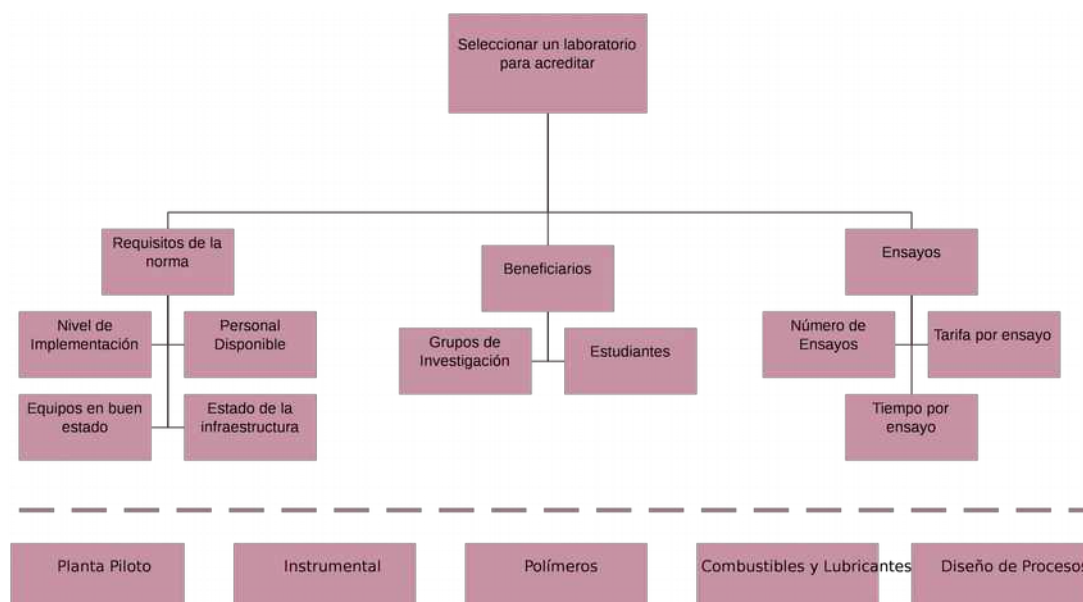 Seleccionar un laboratorio
para acreditar
Requisitos de la
norma
Beneficiarios
Ensayos
Nivel de
Implementación
Personal
Disponible
Grupos de
Investigación
Estudiantes
Número de
Ensayos
Tarifa por ensayo
Equipos en buen
estado
Estado de la
infraestructura
Tiempo por
ensayo
Planta Piloto
Instrumental
Polímeros
Combustibles y Lubricantes
Diseño de Procesos